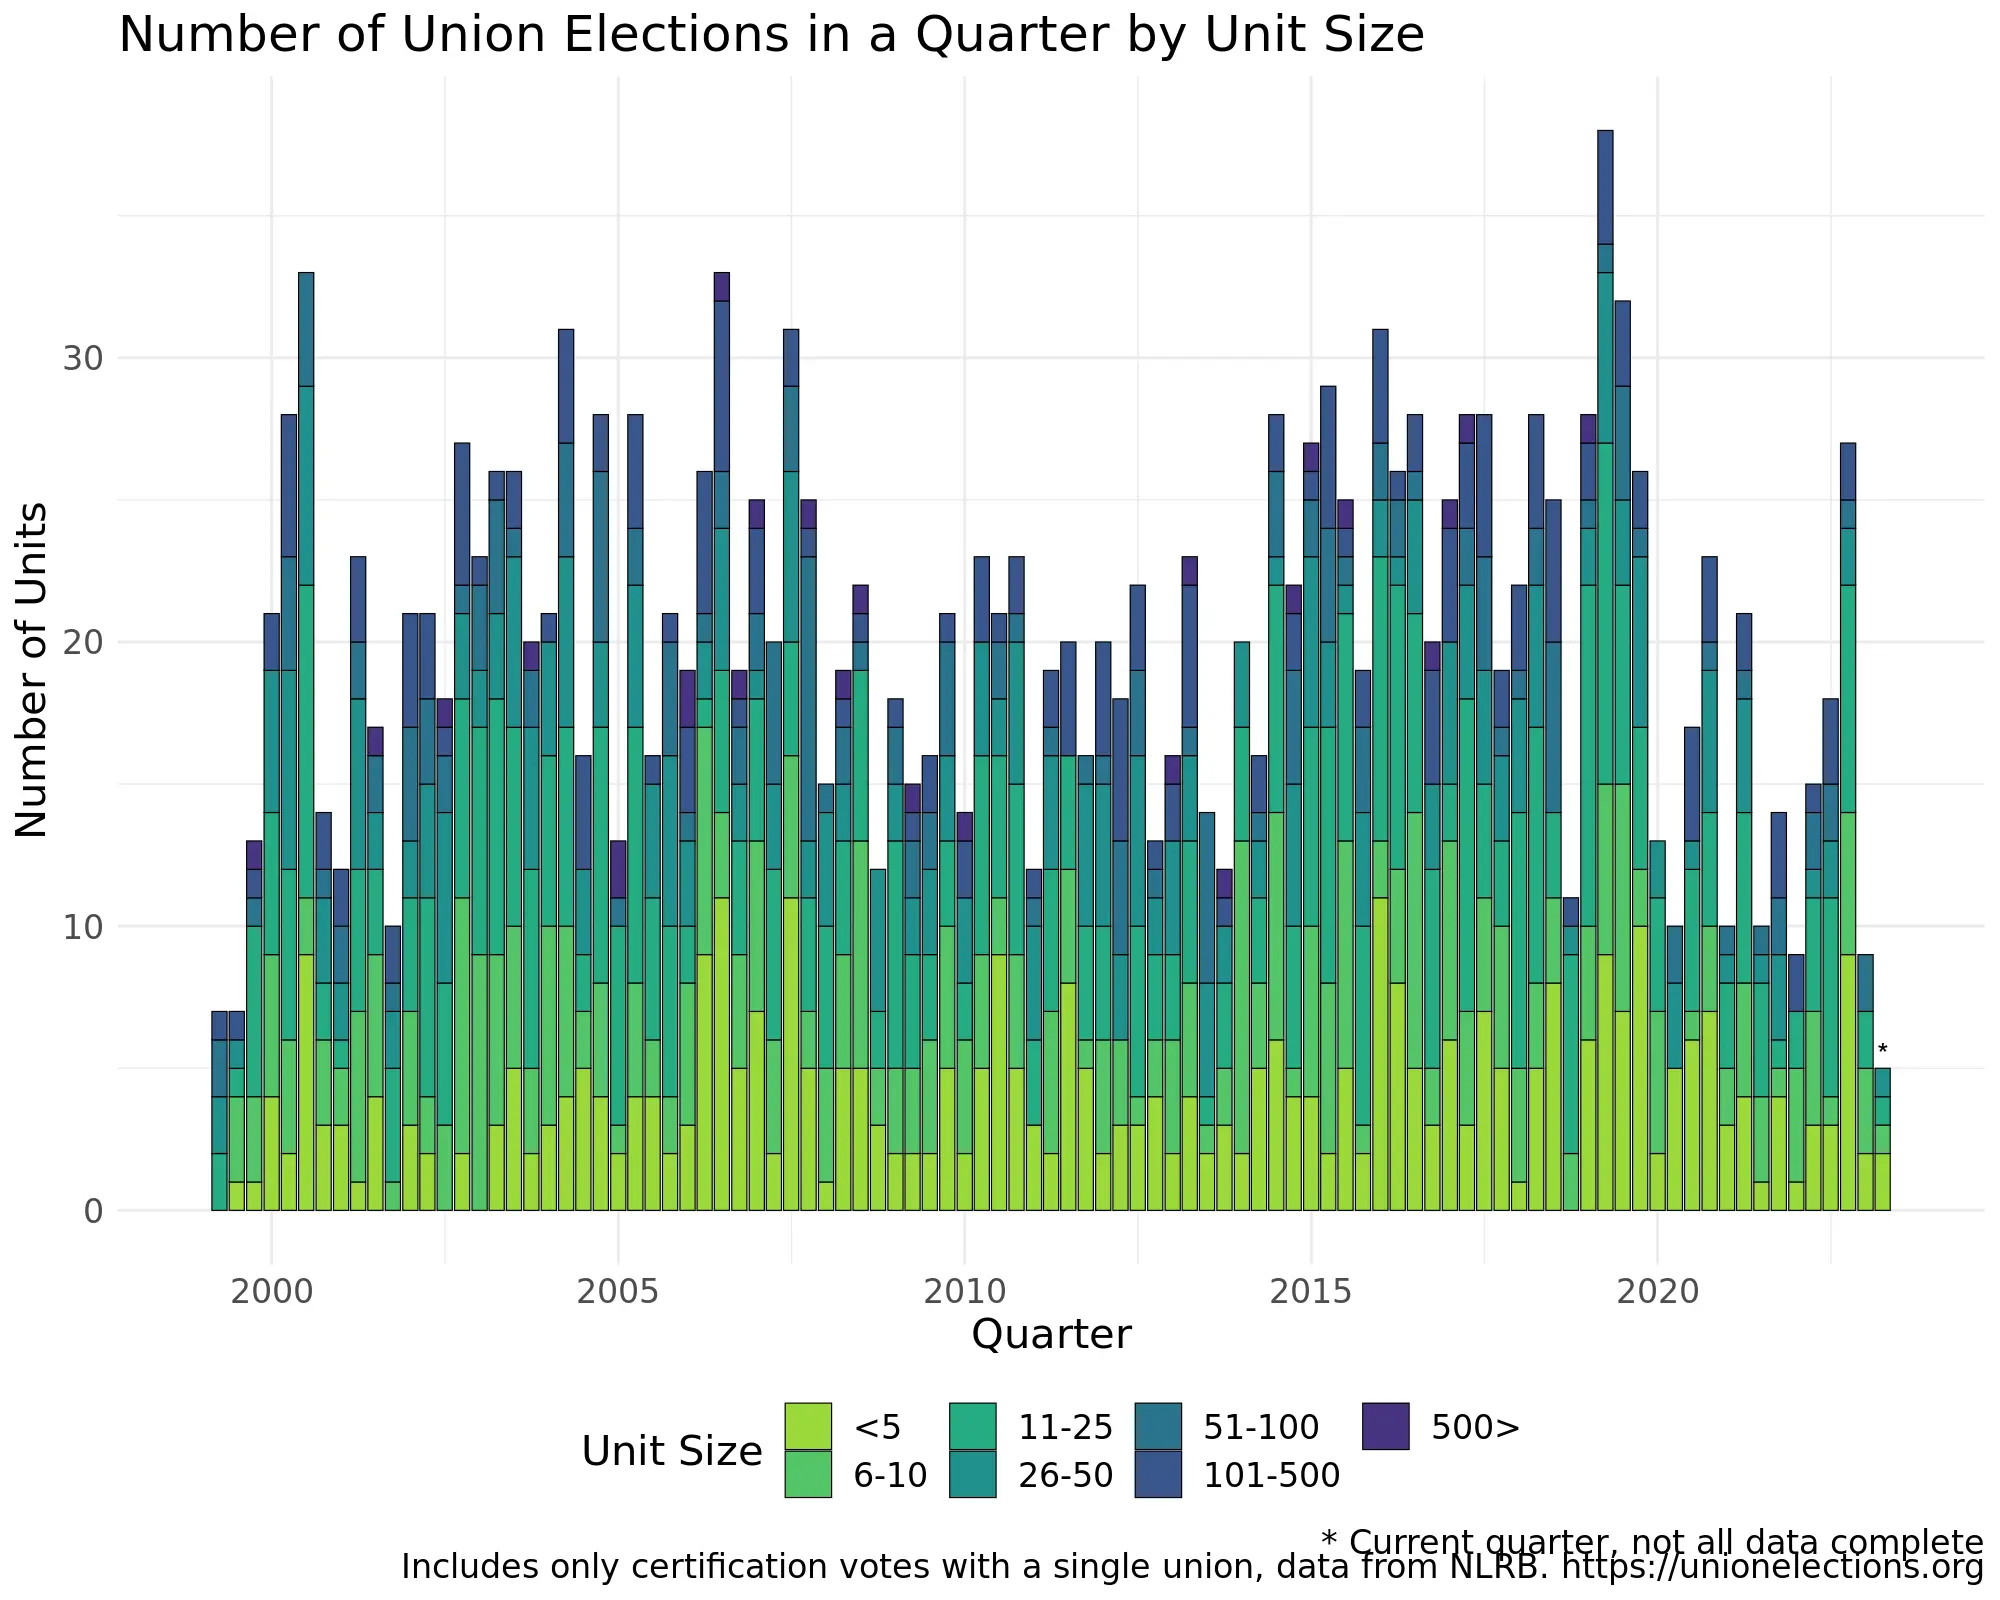 Number of Union Elections in a Quarter by Unit Size
Number of Units
30
20
10
0
*
2000 2005 2010 2015 2020
Quarter
Unit Size
<5 11-25 51-100 500>
6-10 26-50 101-500
* Current quarter, not all data complete
Includes only certification votes with a single union, data from NLRB. https://unionelections.org